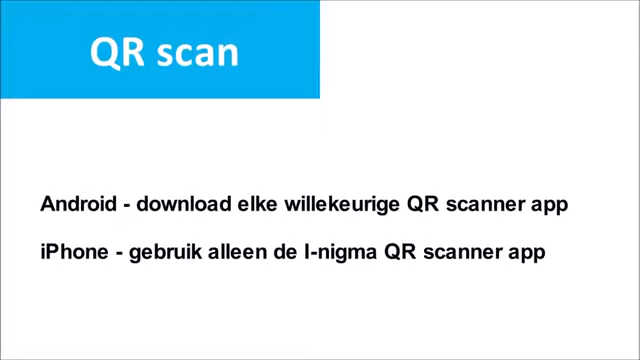 QR scan
Android - download elke willekeurige QR scanner app
iPhone - gebruik alleen de I-nigma QR scanner app